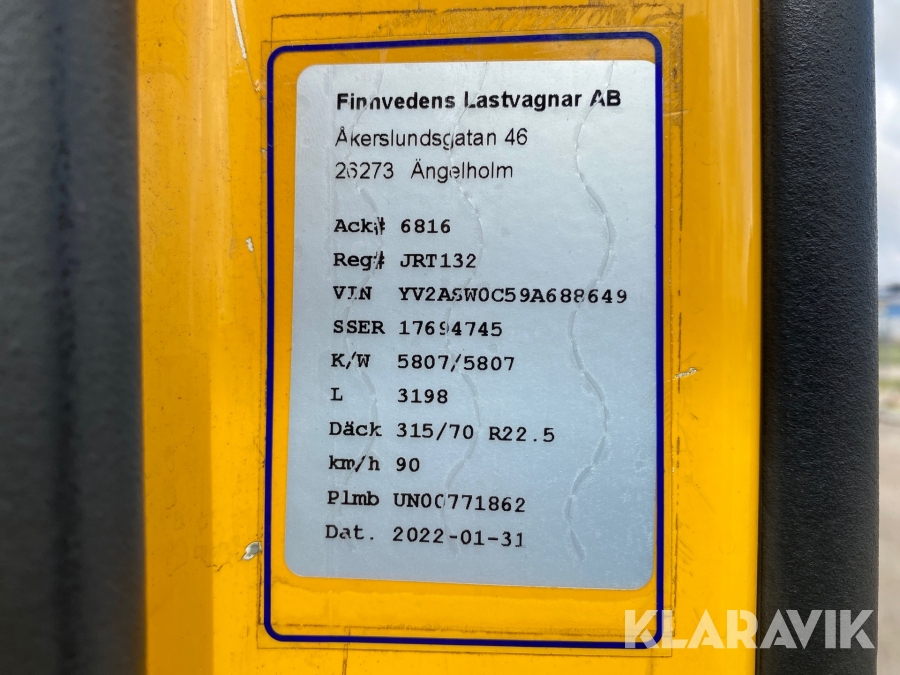 Finnvedens Lastvagnar AB
Åkerslundsgatan 46
26273 Ängelholm
Ack# 6816
Reg# JRT132
VIN YV2ASW0C59A688649
SSER 17694745
K/W 5807/5807
L 3198
Däck 315/70 R22.5
km/h 90
Plmb UN00771862
Dat. 2022-01-31
KLARAVIK